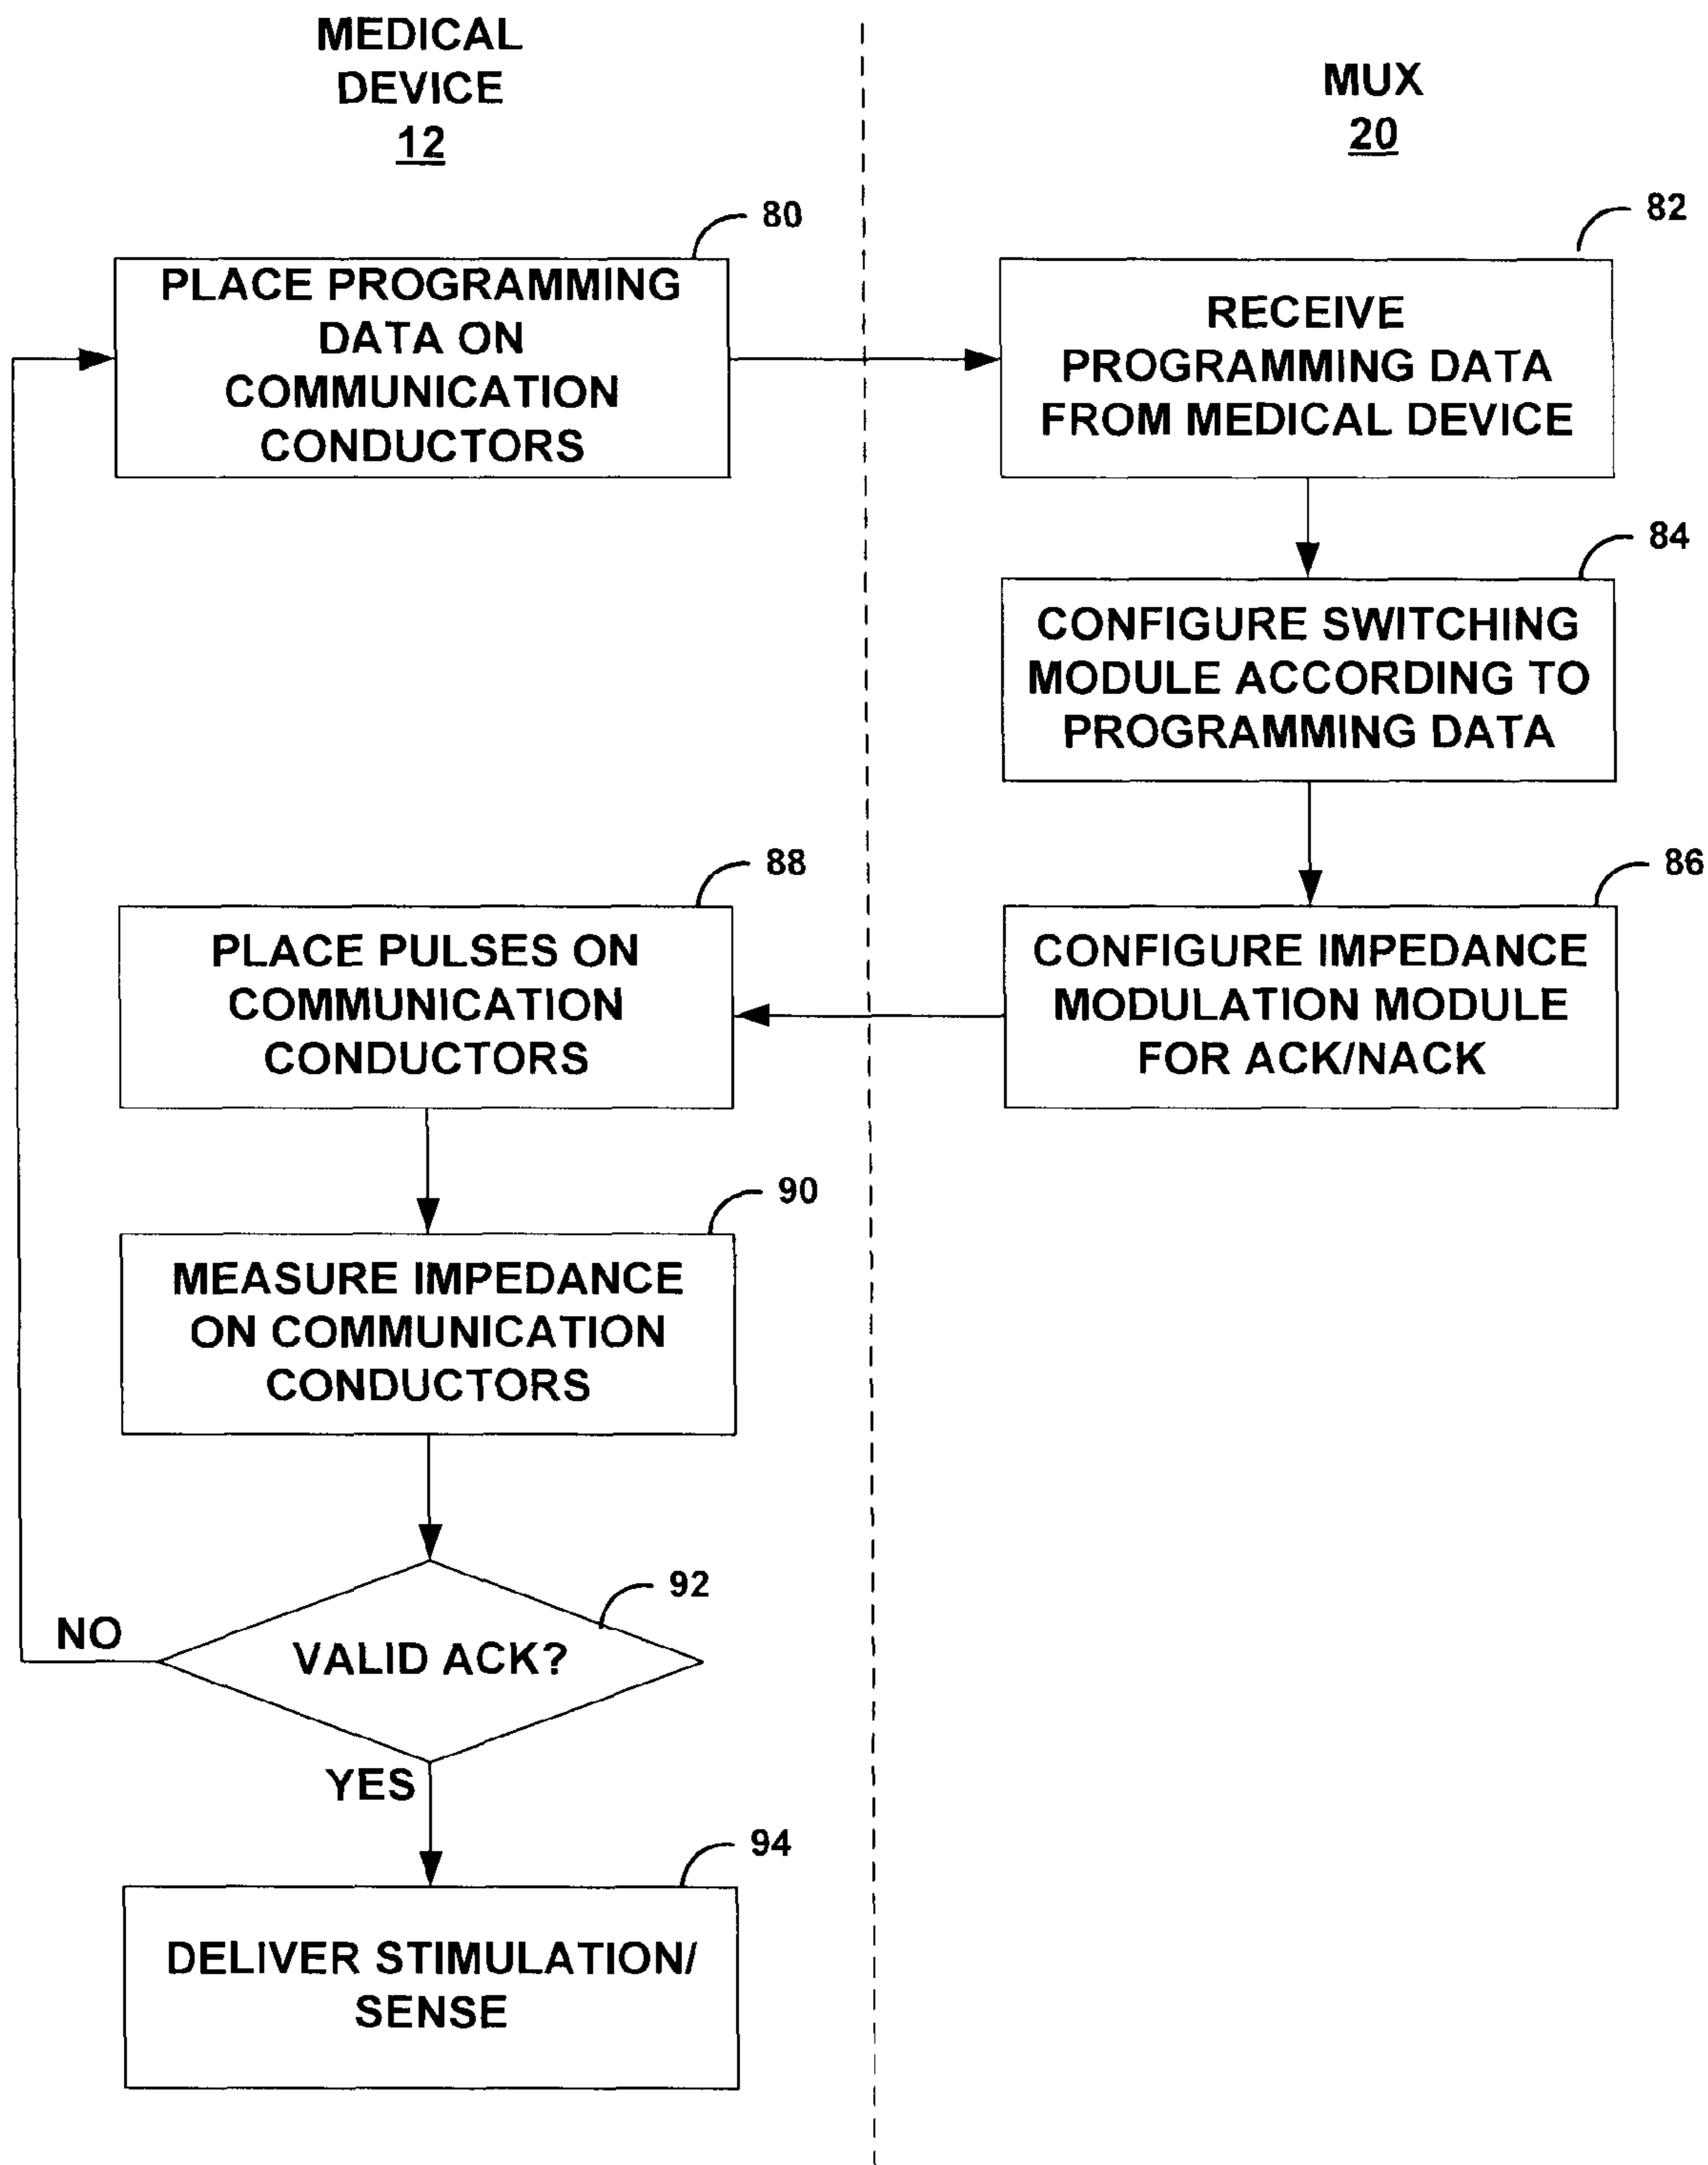 MEDICAL
DEVICE
12
MUX
20
80
PLACE PROGRAMMING
DATA ON
COMMUNICATION
CONDUCTORS
82
RECEIVE
PROGRAMMING DATA
FROM MEDICAL DEVICE
84
CONFIGURE SWITCHING
MODULE ACCORDING TO
PROGRAMMING DATA
86
CONFIGURE IMPEDANCE
MODULATION MODULE
FOR ACK/NACK
88
PLACE PULSES ON
COMMUNICATION
CONDUCTORS
90
MEASURE IMPEDANCE
ON COMMUNICATION
CONDUCTORS
92
VALID ACK?
NO
YES
94
DELIVER STIMULATION/
SENSE